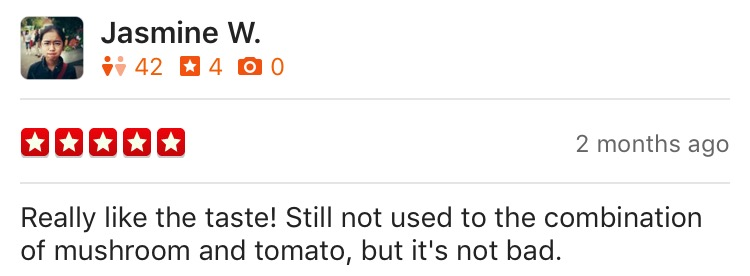 Jasmine W.
42 4 0
2 months ago
Really like the taste! Still not used to the combination
of mushroom and tomato, but it's not bad.